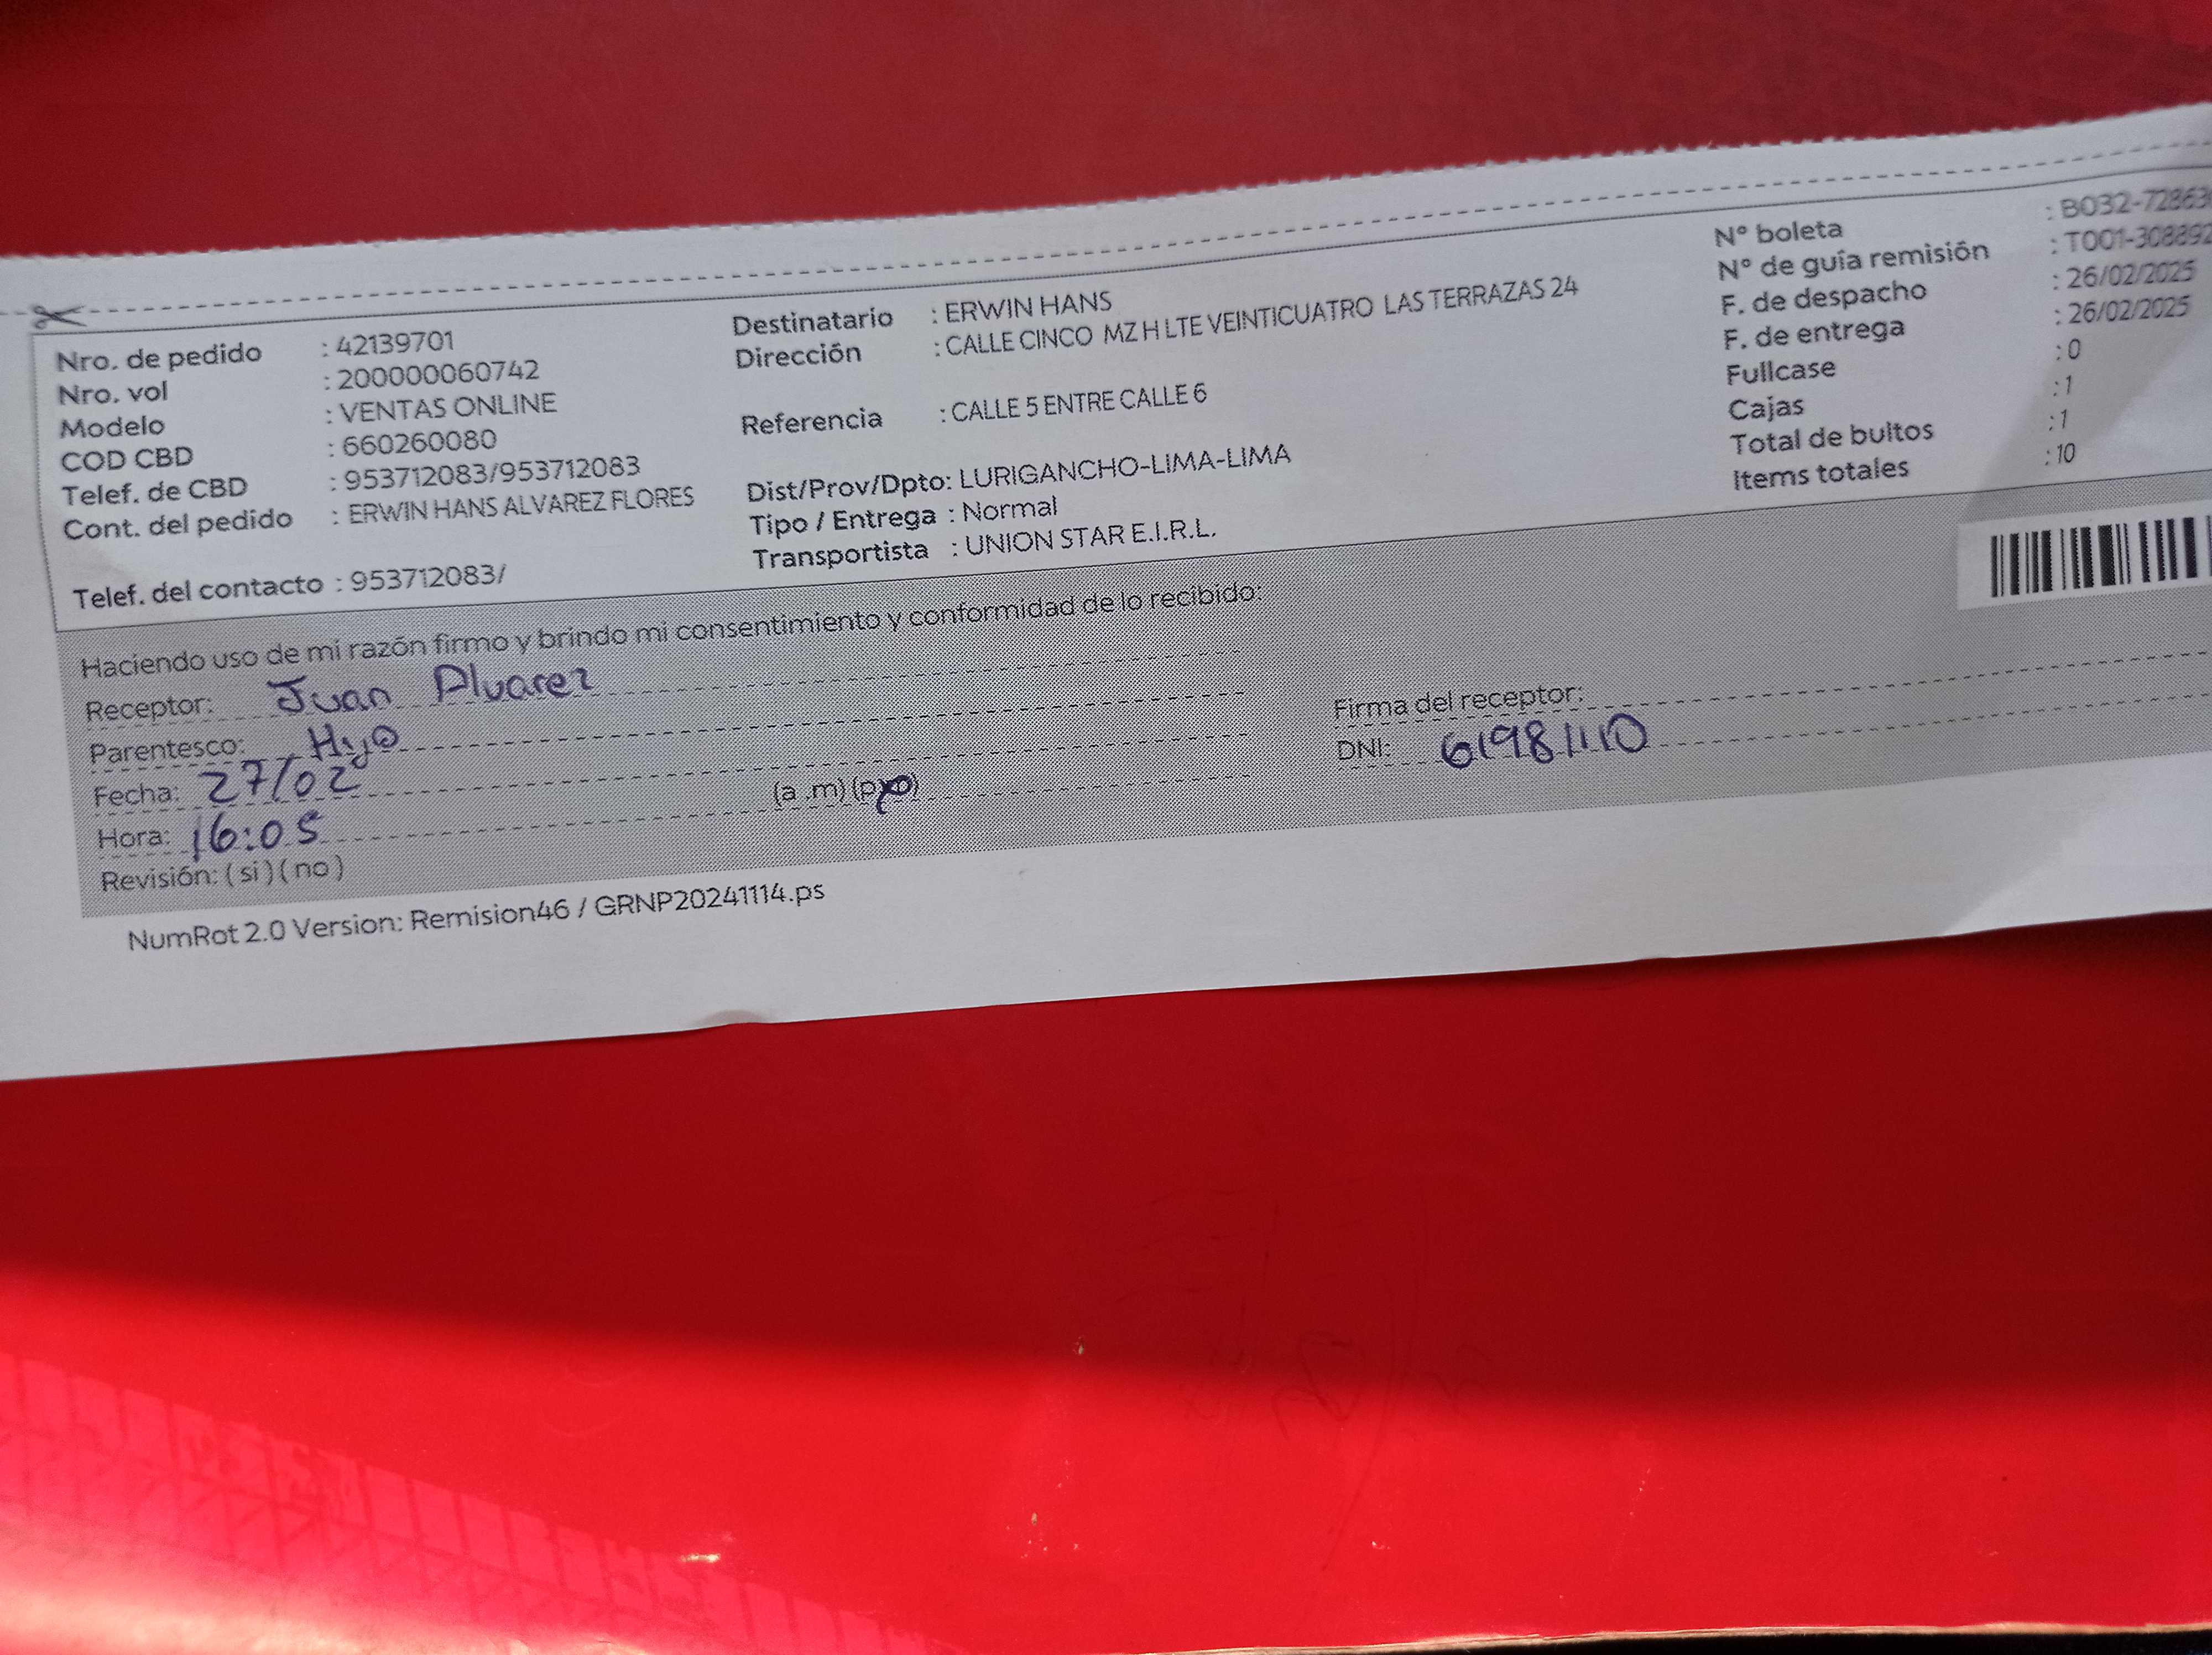 Nro. de pedido : 42139701
Nro. vol : 200000060742
Modelo : VENTAS ONLINE
COD CBD : 660260080
Telef. de CBD : 953712083/953712083
Cont. del pedido : ERWIN HANS ALVAREZ FLORES
Telef. del contacto : 953712083/
Destinatario : ERWIN HANS
Dirección : CALLE CINCO MZ H LTE VEINTICUATRO LAS TERRAZAS 24
Referencia : CALLE 5 ENTRE CALLE 6
Dist/Prov/Dpto: LURIGANCHO-LIMA-LIMA
Tipo / Entrega : Normal
Transportista : UNION STAR E.I.R.L.
N° boleta
N° de guía remisión : T001-308892
F. de despacho : 26/02/2025
F. de entrega : 26/02/2025
Fullcase : 0
Cajas : 1
Total de bultos : 1
Items totales : 10
Haciendo uso de mi razón firmo y brindo mi consentimiento y conformidad de lo recibido:
Receptor: Juan Alvarez
Parentesco: Hijo
Fecha: 27/02
Hora: 16:05 (a .m)
Revisión: ( si ) ( no )
Firma del receptor:
DNI: 61981110
NumRot 2.0 Version: Remision46 / GRNP20241114.ps